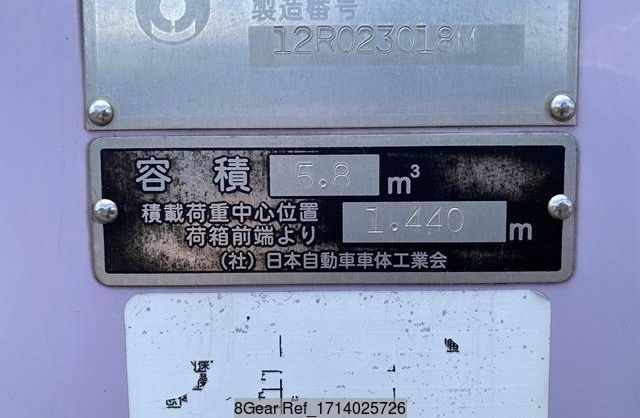 製造番号
12R023018M
容積 5.8 m³
積載荷重中心位置
荷箱前端より 1.440 m
(社)日本自動車車体工業会
8Gear Ref_1714025726